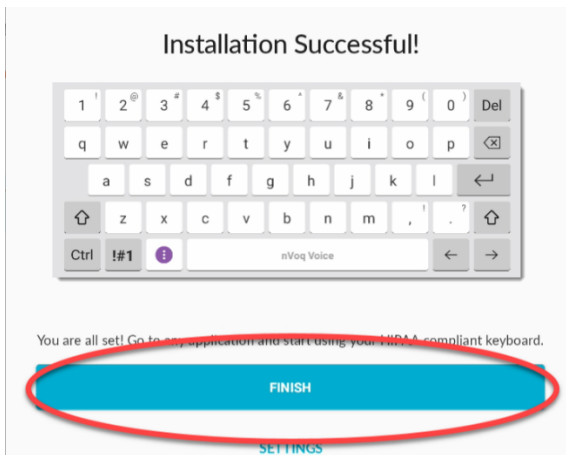 Installation Successful!
1 ! 2 @ 3 # 4 $ 5 % 6 ^ 7 & 8 * 9 ( 0 ) Del
q w e r t y u i o p
a s d f g h j k l
z x c v b n m , ! . ?
Ctrl !#1 nVoq Voice
You are all set! Go to any application and start using your HIPAA compliant keyboard.
FINISH
SETTINGS